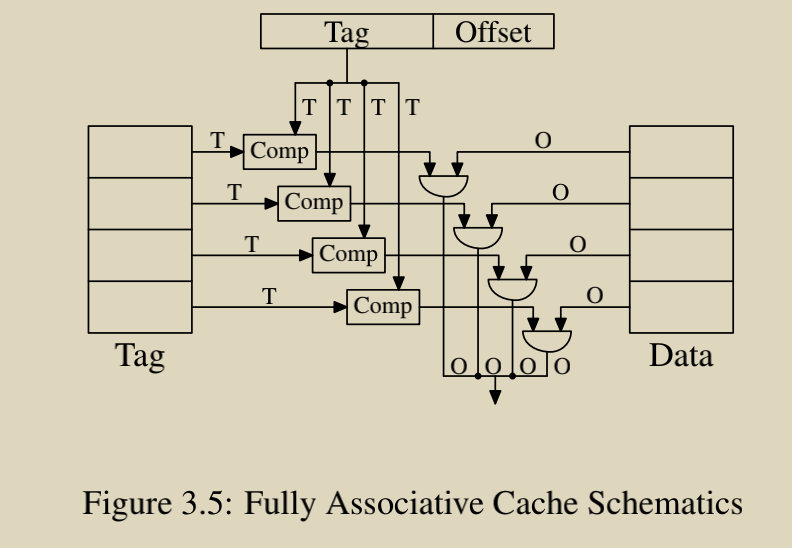 Tag Offset
T T T T
T Comp O
T Comp O
T Comp O
T Comp O
Tag Data
O O O O
Figure 3.5: Fully Associative Cache Schematics